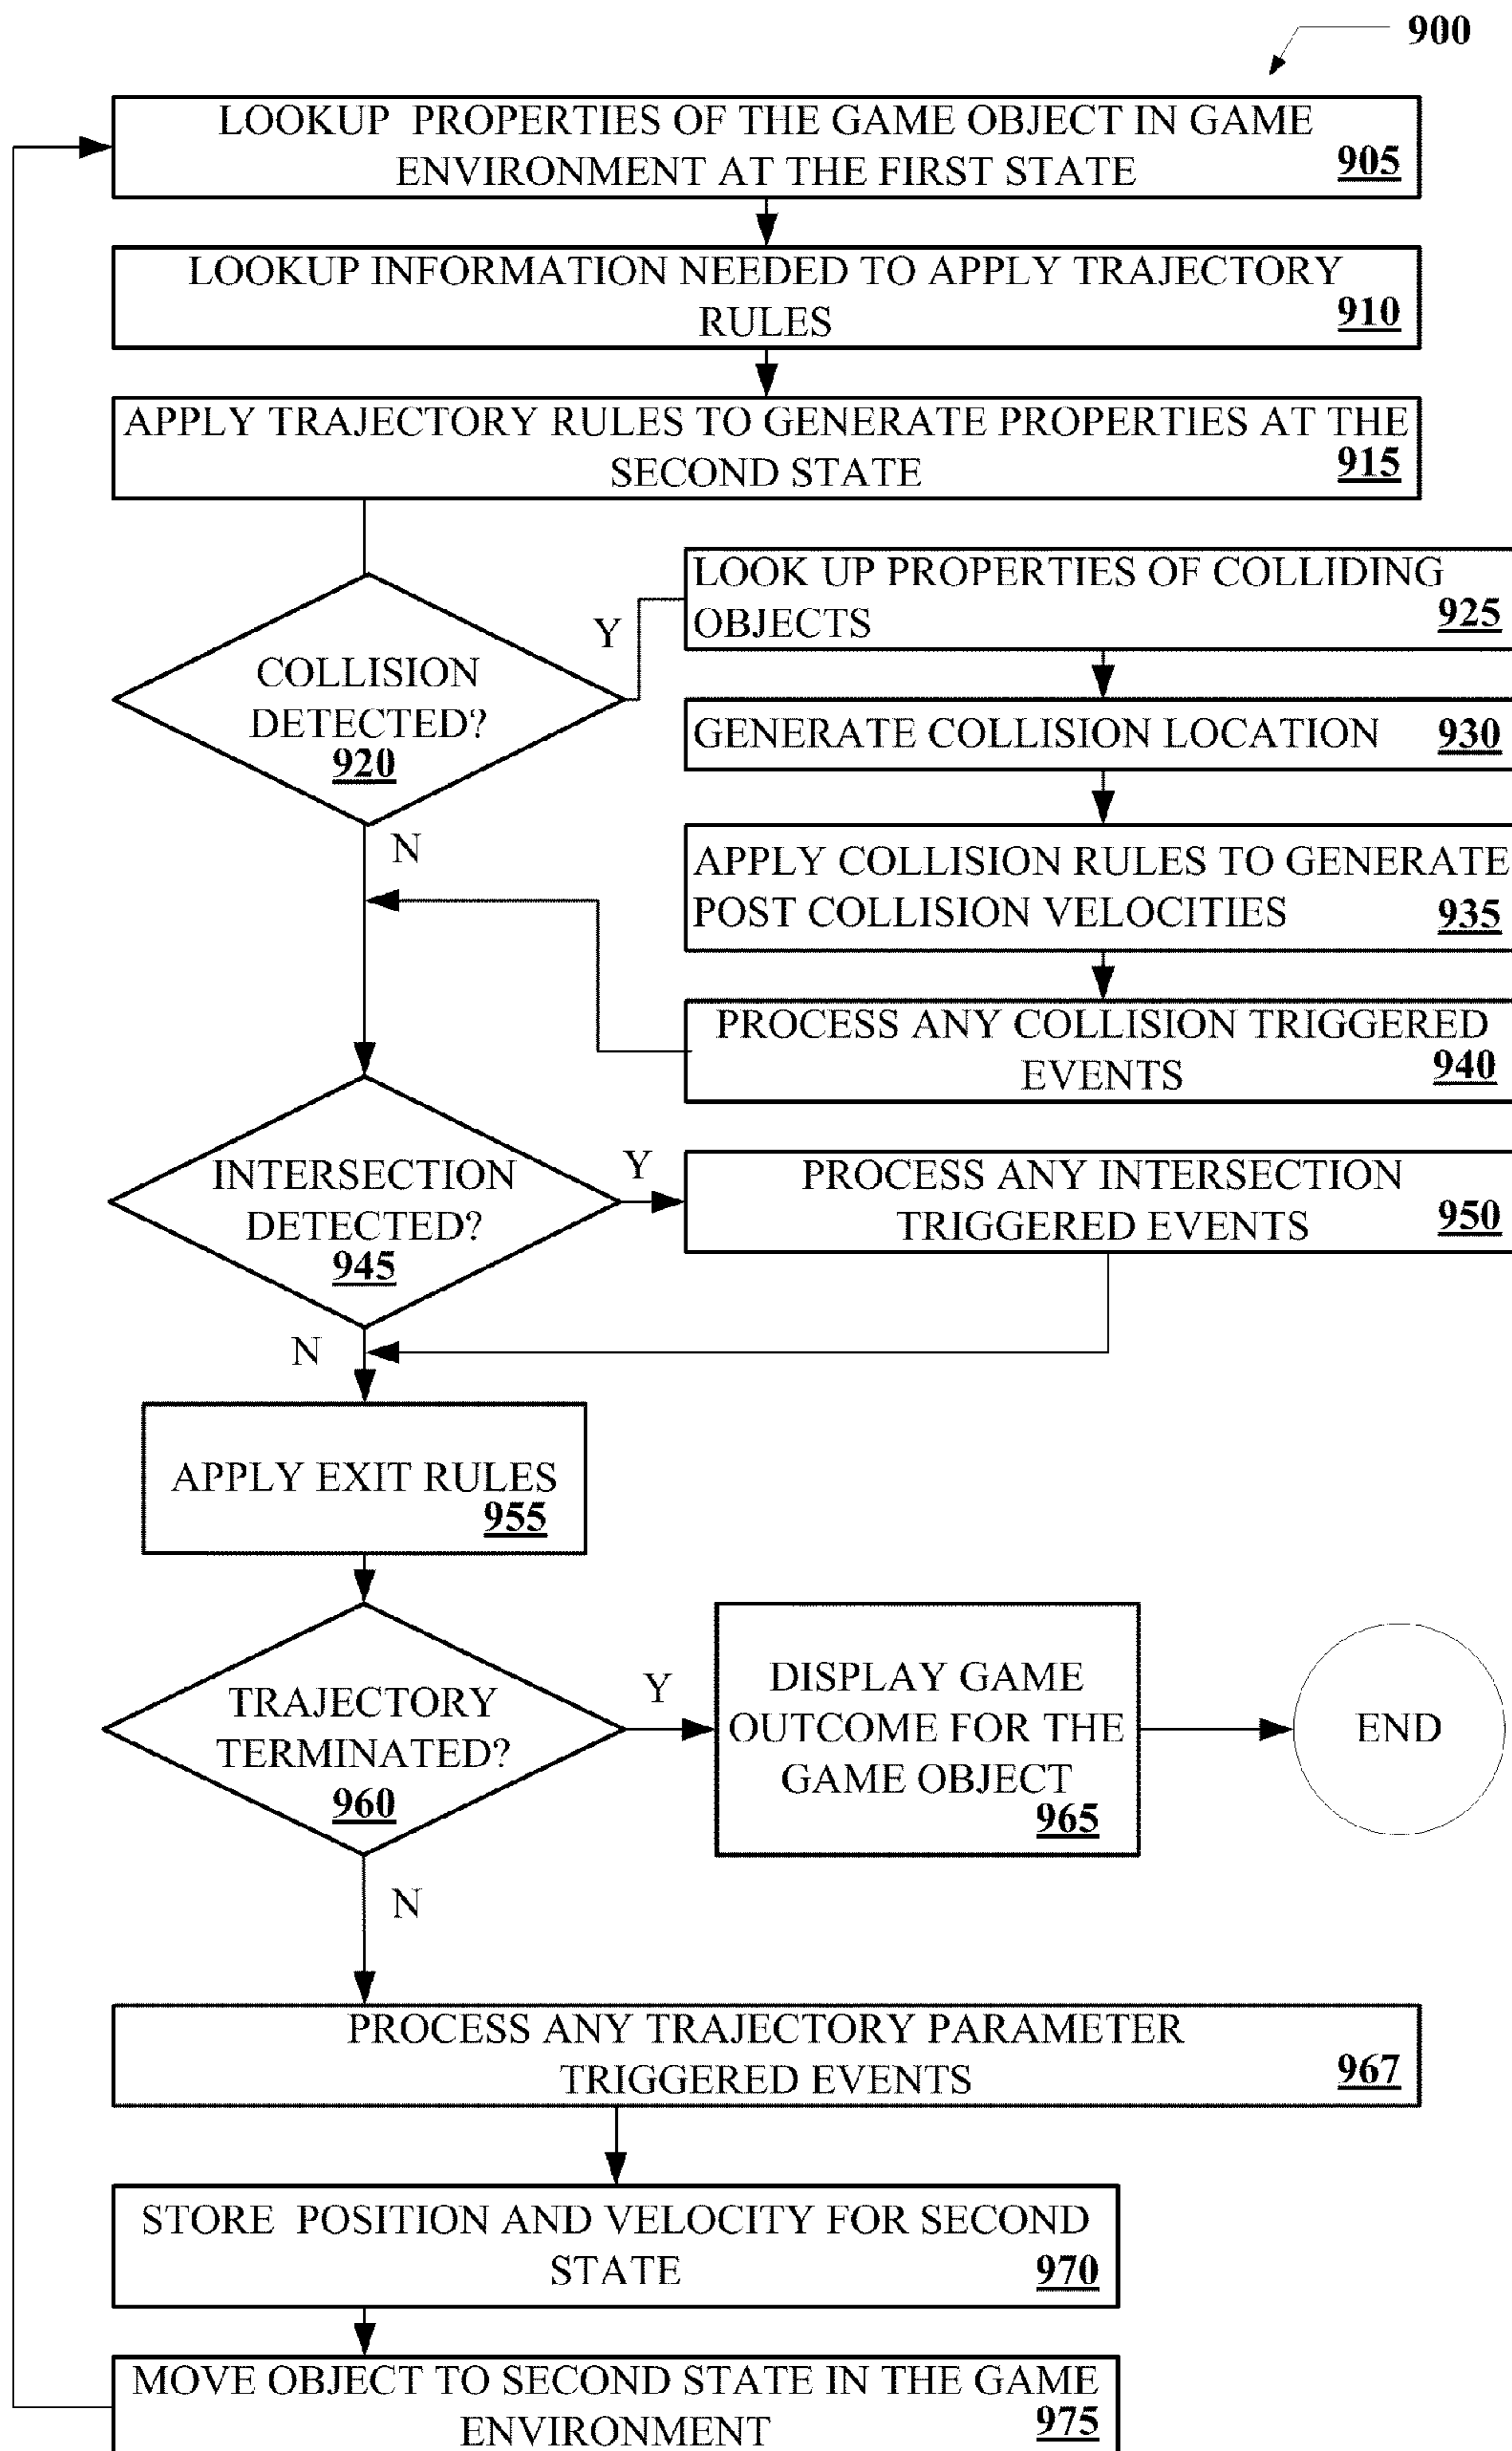 900
LOOKUP PROPERTIES OF THE GAME OBJECT IN GAME
ENVIRONMENT AT THE FIRST STATE
905
LOOKUP INFORMATION NEEDED TO APPLY TRAJECTORY
RULES
910
APPLY TRAJECTORY RULES TO GENERATE PROPERTIES AT THE
SECOND STATE
915
COLLISION
DETECTED?
920
Y
LOOK UP PROPERTIES OF COLLIDING
OBJECTS
925
GENERATE COLLISION LOCATION 930
APPLY COLLISION RULES TO GENERATE
POST COLLISION VELOCITIES
935
PROCESS ANY COLLISION TRIGGERED
EVENTS
940
N
INTERSECTION
DETECTED?
945
Y
PROCESS ANY INTERSECTION
TRIGGERED EVENTS
950
N
APPLY EXIT RULES
955
TRAJECTORY
TERMINATED?
960
Y
DISPLAY GAME
OUTCOME FOR THE
GAME OBJECT
965
END
N
PROCESS ANY TRAJECTORY PARAMETER
TRIGGERED EVENTS
967
STORE POSITION AND VELOCITY FOR SECOND
STATE
970
MOVE OBJECT TO SECOND STATE IN THE GAME
ENVIRONMENT
975